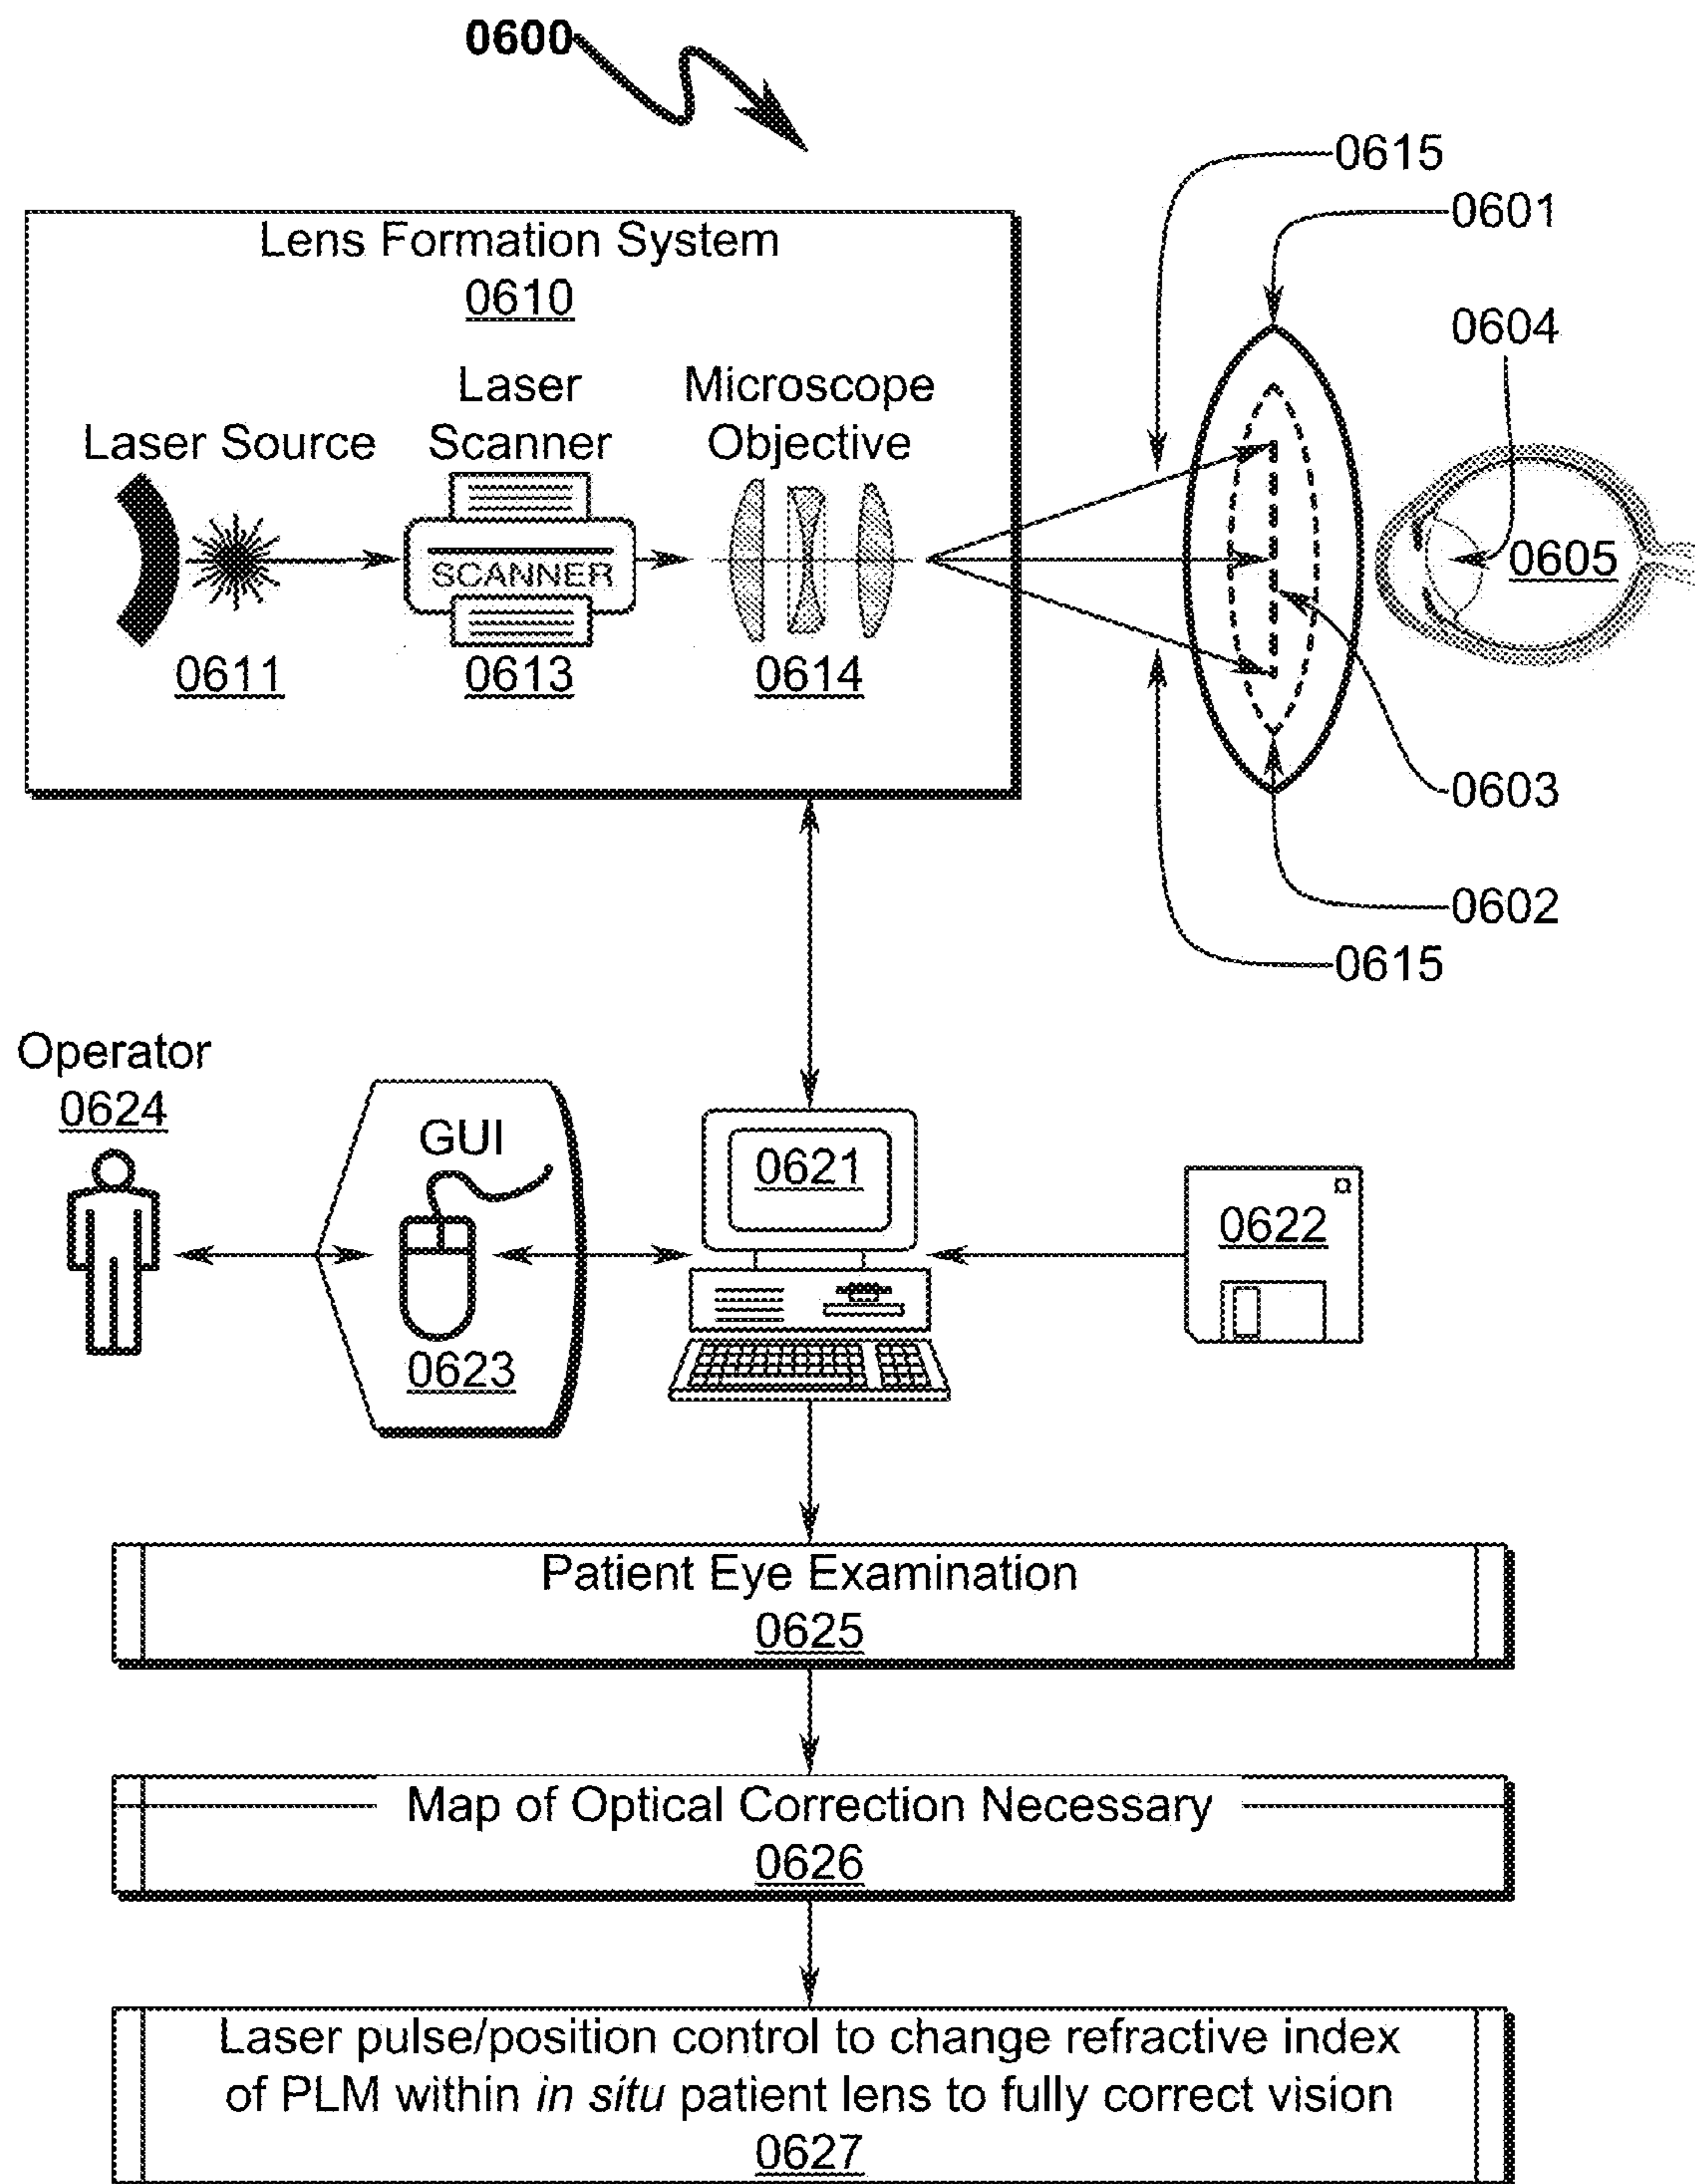 0600
0615
0601
Lens Formation System
0610
0604
Laser Source
Laser
Scanner
Microscope
Objective
SCANNER
0605
0611
0613
0614
0603
0602
0615
Operator
0624
GUI
0623
0621
0622
Patient Eye Examination
0625
Map of Optical Correction Necessary
0626
Laser pulse/position control to change refractive index
of PLM within in situ patient lens to fully correct vision
0627